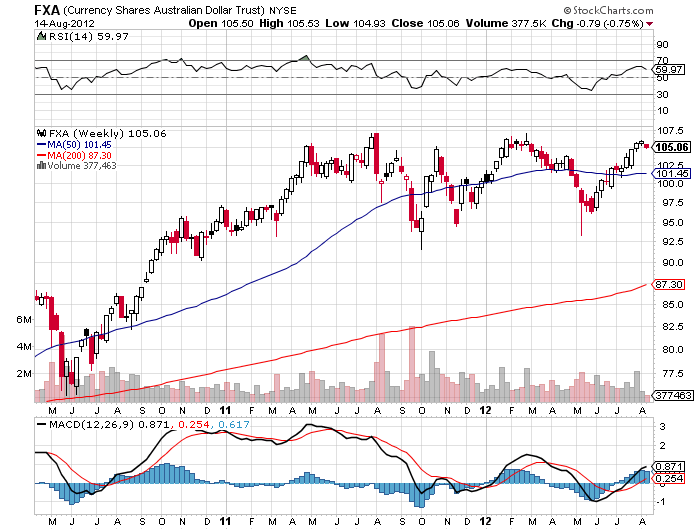 FXA (Currency Shares Australian Dollar Trust) NYSE © StockCharts.com
14-Aug-2012 Open 105.50 High 105.53 Low 104.93 Close 105.06 Volume 377.5K Chg -0.79 (-0.75%)
RSI(14) 59.97
90
70
59.97
50
30
10
FXA (Weekly) 105.06
MA(50) 101.45
MA(200) 87.30
Volume 377,463
107.5
105.06
102.5
101.45
100.0
97.5
95.0
92.5
90.0
87.30
85.0
82.5
80.0
77.5
377463
6M
4M
2M
M J J A S O N D 11 F M A M J J A S O N D 12 F M A M J J A
MACD(12,26,9) 0.871, 0.254, 0.617
3
2
0.871
0.254
-1
M J J A S O N D 11 F M A M J J A S O N D 12 F M A M J J A